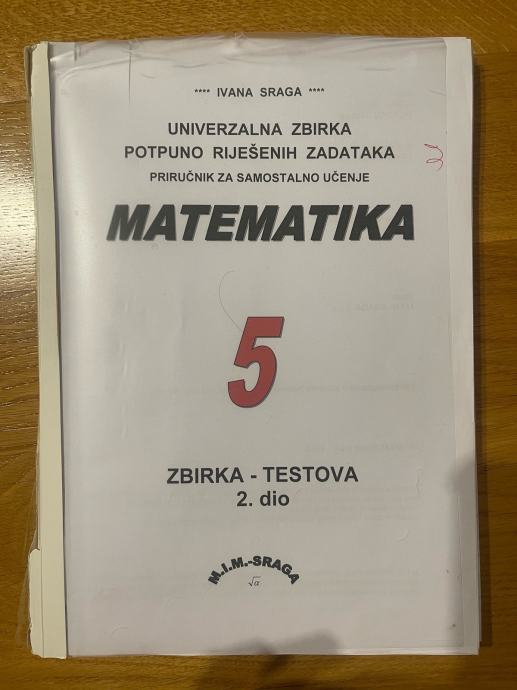 **** IVANA SRAGA ****
UNIVERZALNA ZBIRKA
POTPUNO RIJEŠENIH ZADATAKA
PRIRUČNIK ZA SAMOSTALNO UČENJE
MATEMATIKA
5
ZBIRKA - TESTOVA
2. dio
M.I.M.-SRAGA
√α